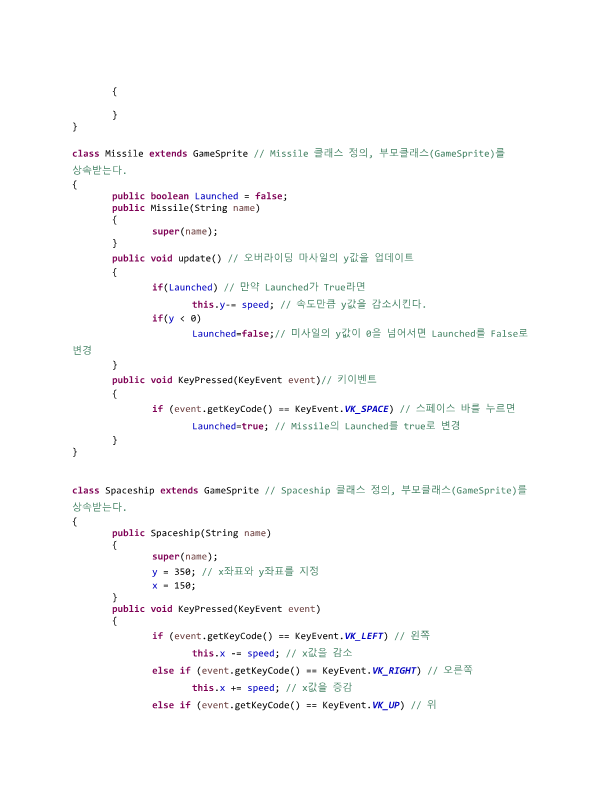 {
}
}
class Missile extends GameSprite // Missile 클래스 정의, 부모클래스(GameSprite)를
상속받는다.
{
public boolean Launched = false;
public Missile(String name)
{
super(name);
}
public void update() // 오버라이딩 마사일의 y값을 업데이트
{
if(Launched) // 만약 Launched가 True라면
this.y-= speed; // 속도만큼 y값을 감소시킨다.
if(y < 0)
Launched=false;// 미사일의 y값이 0을 넘어서면 Launched를 False로
변경
}
public void KeyPressed(KeyEvent event)// 키이벤트
{
if (event.getKeyCode() == KeyEvent.VK_SPACE) // 스페이스 바를 누르면
Launched=true; // Missile의 Launched를 true로 변경
}
}
class Spaceship extends GameSprite // Spaceship 클래스 정의, 부모클래스(GameSprite)를
상속받는다.
{
public Spaceship(String name)
{
super(name);
y = 350; // x좌표와 y좌표를 지정
x = 150;
}
public void KeyPressed(KeyEvent event)
{
if (event.getKeyCode() == KeyEvent.VK_LEFT) // 왼쪽
this.x -= speed; // x값을 감소
else if (event.getKeyCode() == KeyEvent.VK_RIGHT) // 오른쪽
this.x += speed; // x값을 증감
else if (event.getKeyCode() == KeyEvent.VK_UP) // 위